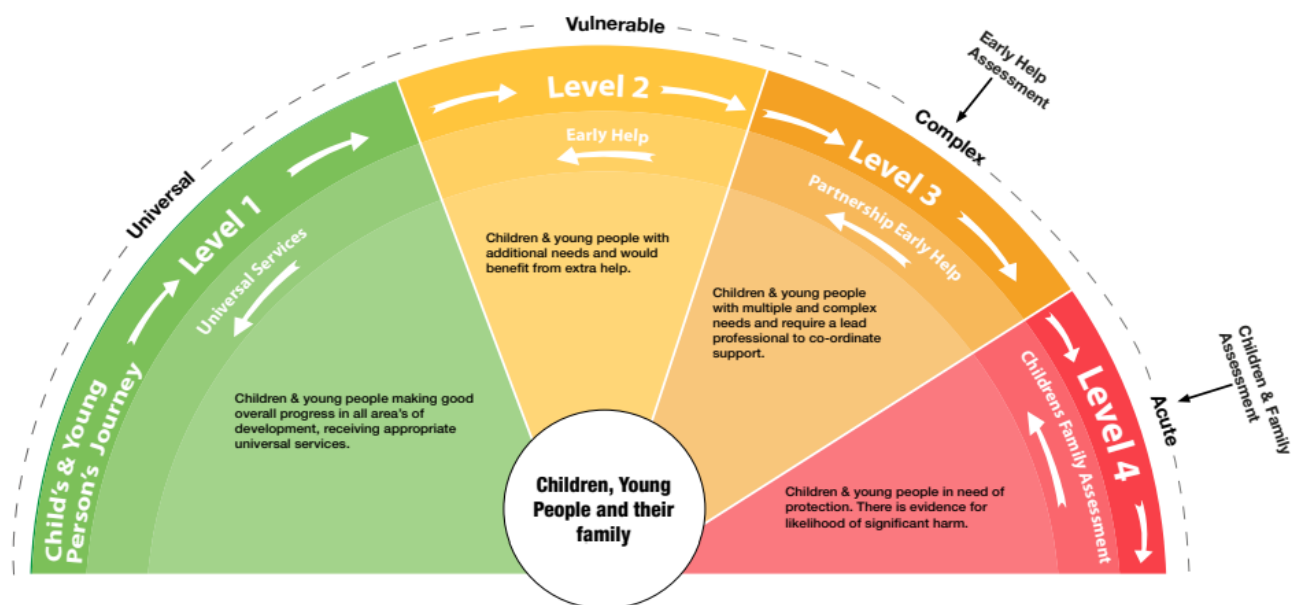 Universal
Vulnerable
Complex
Acute
Early Help
Assessment
Children & Family
Assessment
Child's & Young
Person's Journey
Level 1
Universal Services
Children & young people making good
overall progress in all area's of
development, receiving appropriate
universal services.
Level 2
Early Help
Children & young people with
additional needs and would
benefit from extra help.
Level 3
Partnership Early Help
Children & young people
with multiple and complex
needs and require a lead
professional to co-ordinate
support.
Level 4
Childrens Family Assessment
Children & young people in need of
protection. There is evidence for
likelihood of significant harm.
Children, Young
People and their
family